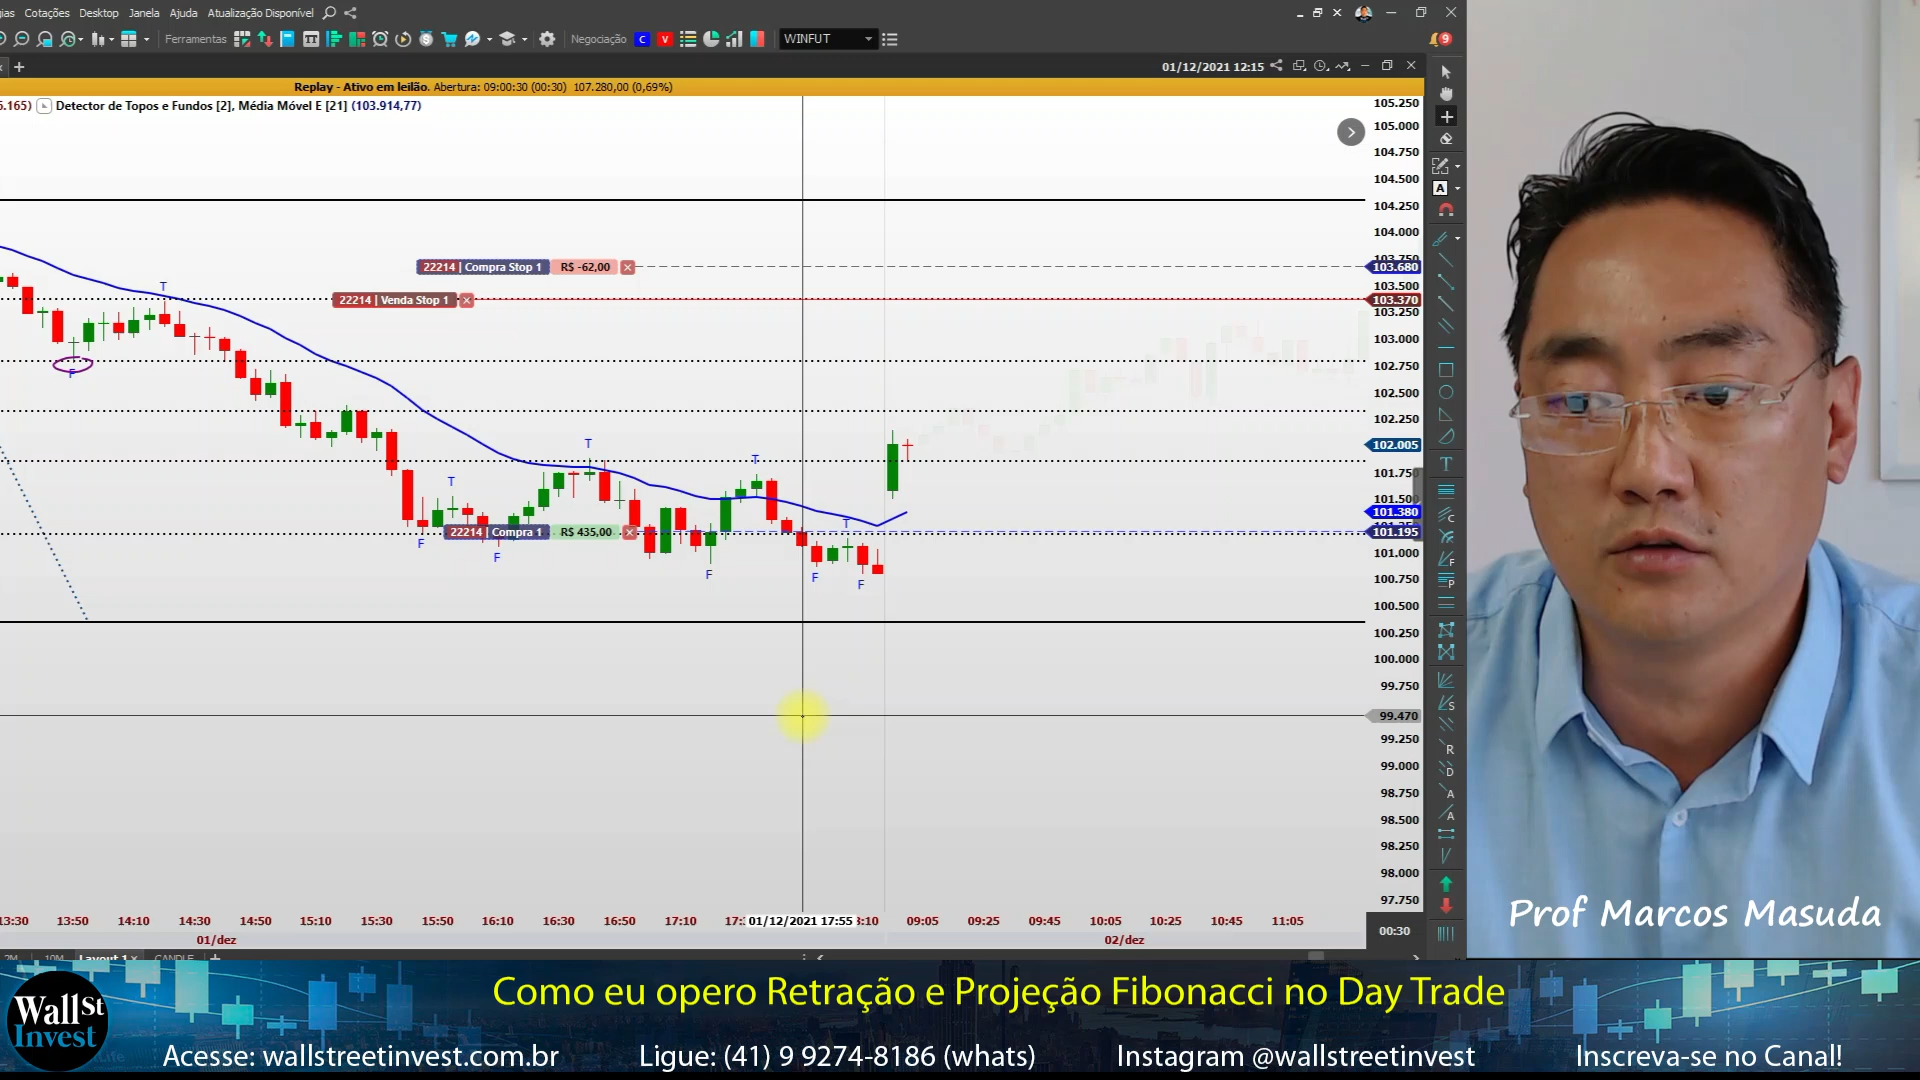 gias Cotações Desktop Janela Ajuda Atualização Disponível
Ferramentas Negociação C V WINFUT 9
01/12/2021 12:15
Replay - Ativo em leilão. Abertura: 09:00:30 (00:30) 107.280,00 (0,69%)
6.165) Detector de Topos e Fundos [2], Média Móvel E [21] (103.914,77)
105.250
105.000
104.750
104.500
104.250
104.000
22214 | Compra Stop 1 R$ -62,00 103.680
103.500
22214 | Venda Stop 1 103.370
103.250
103.000
102.750
102.500
102.250
102.005
101.750
101.500
101.380
22214 | Compra 1 R$ 435,00 101.195
101.000
100.750
100.500
100.250
100.000
99.750
99.470
99.250
99.000
98.750
98.500
98.250
98.000
97.750
T
T
T
T
T
F
F
F
F
F
F
13:30 13:50 14:10 14:30 14:50 15:10 15:30 15:50 16:10 16:30 16:50 17:10 01/12/2021 17:55 09:05 09:25 09:45 10:05 10:25 10:45 11:05 00:30
01/dez 02/dez
2M 10M Layout 1 CANDLE
Prof Marcos Masuda
WallSt
Invest
Como eu opero Retração e Projeção Fibonacci no Day Trade
Acesse: wallstreetinvest.com.br Ligue: (41) 9 9274-8186 (whats) Instagram @wallstreetinvest Inscreva-se no Canal!